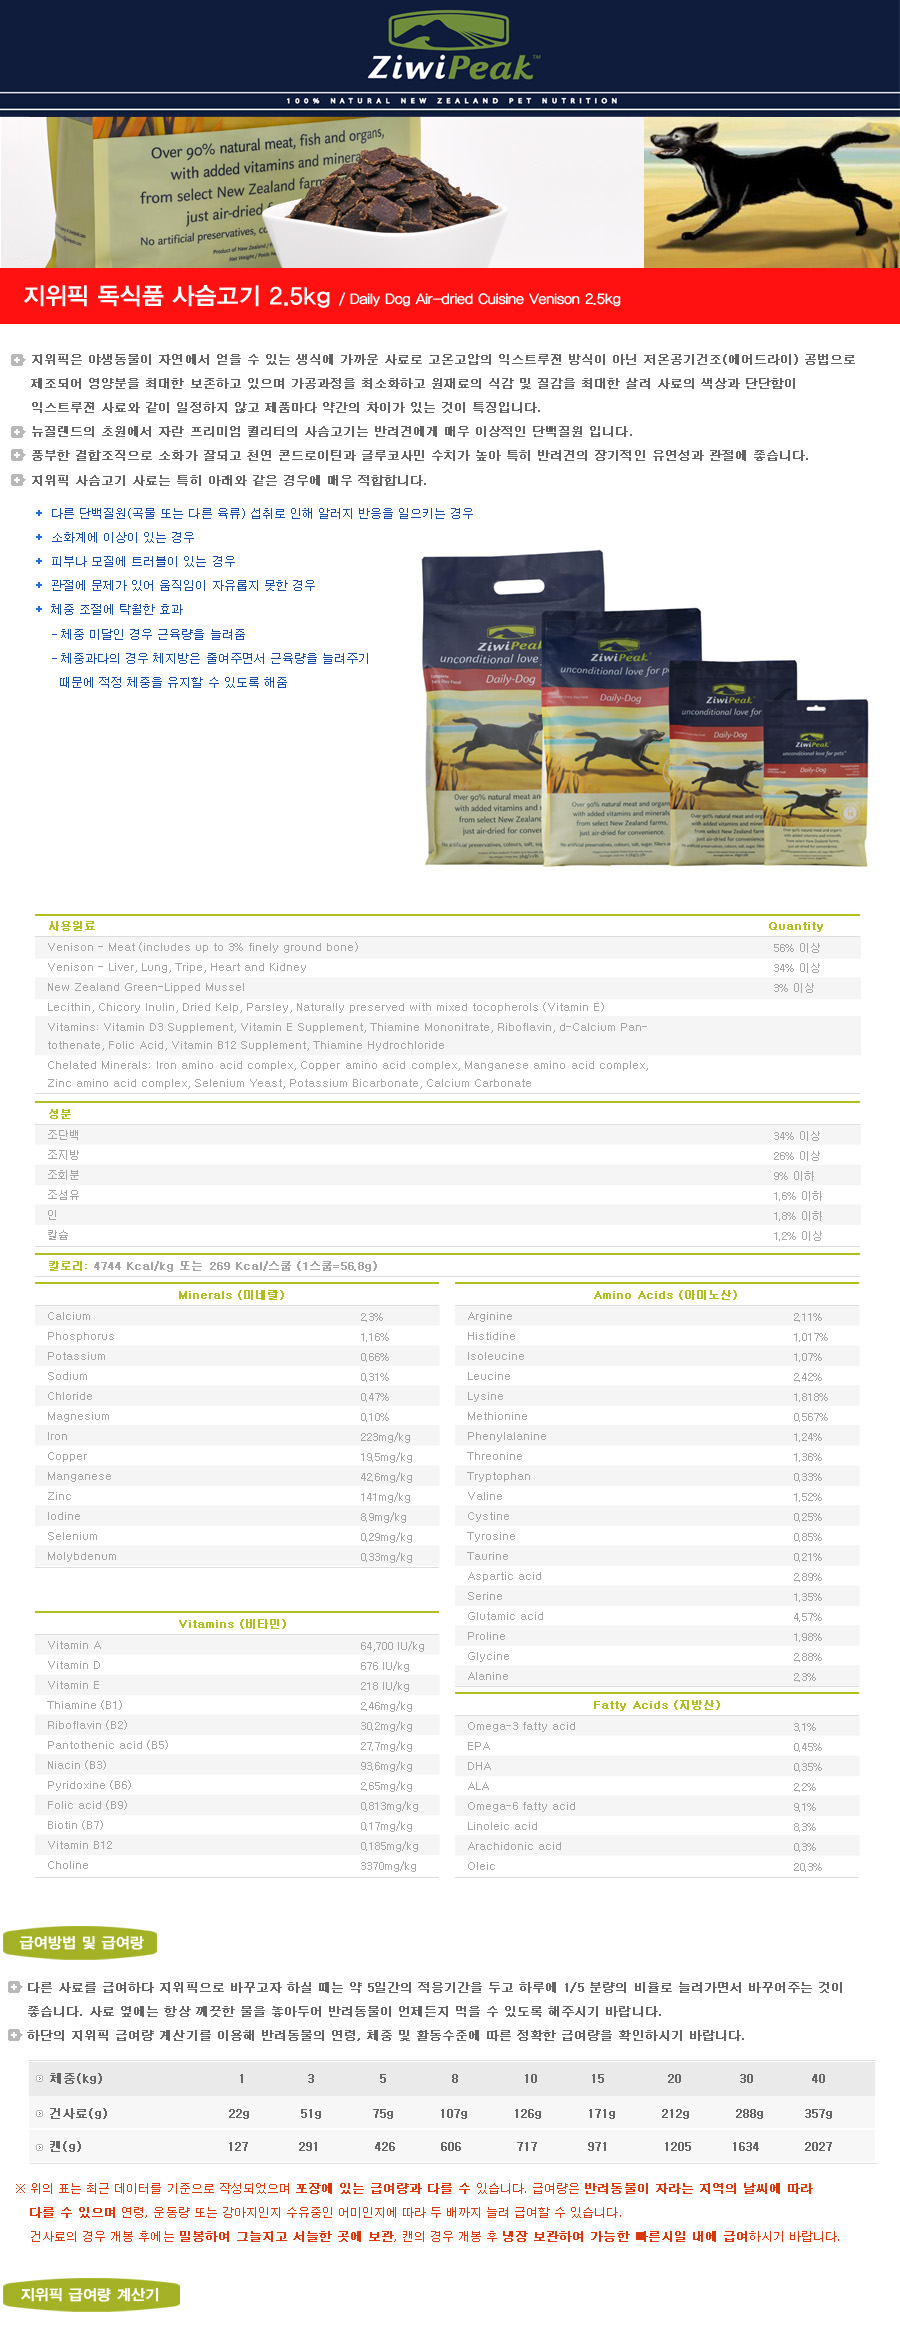 ZiwiPeak™
100% NATURAL NEW ZEALAND PET NUTRITION
Over 90% natural meat, fish and organs,
with added vitamins and minera
from select New Zealand farm
just air-dried f
No artificial preservatives, c
Product of New Zealand /
Net Weight /
지위픽 독식품 사슴고기 2.5kg / Daily Dog Air-dried Cuisine Venison 2.5kg
지위픽은 야생동물이 자연에서 얻을 수 있는 생식에 가까운 사료로 고온고압의 익스트루젼 방식이 아닌 저온공기건조(에어드라이) 공법으로
제조되어 영양분을 최대한 보존하고 있으며 가공과정을 최소화하고 원재료의 식감 및 질감을 최대한 살려 사료의 색상과 단단함이
익스트루젼 사료와 같이 일정하지 않고 제품마다 약간의 차이가 있는 것이 특징입니다.
뉴질랜드의 초원에서 자란 프리미엄 퀄리티의 사슴고기는 반려견에게 매우 이상적인 단백질원 입니다.
풍부한 결합조직으로 소화가 잘되고 천연 콘드로이틴과 글루코사민 수치가 높아 특히 반려견의 장기적인 유연성과 관절에 좋습니다.
지위픽 사슴고기 사료는 특히 아래와 같은 경우에 매우 적합합니다.
+ 다른 단백질원(곡물 또는 다른 육류) 섭취로 인해 알러지 반응을 일으키는 경우
+ 소화계에 이상이 있는 경우
+ 피부나 모질에 트러블이 있는 경우
+ 관절에 문제가 있어 움직임이 자유롭지 못한 경우
+ 체중 조절에 탁월한 효과
- 체중 미달인 경우 근육량을 늘려줌
- 체중과다의 경우 체지방은 줄여주면서 근육량을 늘려주기
때문에 적정 체중을 유지할 수 있도록 해줌
ZiwiPeak
unconditional love
Daily-Dog
Over 90% natural meat and
with added vitamins and
from select New Zealand
just air-dried for
ZiwiPeak
unconditional love for p
Daily-Dog
Over 90% natural meat and organ
with added vitamins and minerals
from select New Zealand farms,
just air-dried for convenience.
ZiwiPeak
unconditional love for
Daily-Dog
ZiwiPeak
unconditional love for pets
Daily-Dog
사용원료 Quantity
Venison - Meat (includes up to 3% finely ground bone) 56% 이상
Venison - Liver, Lung, Tripe, Heart and Kidney 34% 이상
New Zealand Green-Lipped Mussel 3% 이상
Lecithin, Chicory Inulin, Dried Kelp, Parsley, Naturally preserved with mixed tocopherols (Vitamin E)
Vitamins: Vitamin D3 Supplement, Vitamin E Supplement, Thiamine Mononitrate, Riboflavin, d-Calcium Pan-
tothenate, Folic Acid, Vitamin B12 Supplement, Thiamine Hydrochloride
Chelated Minerals: Iron amino acid complex, Copper amino acid complex, Manganese amino acid complex,
Zinc amino acid complex, Selenium Yeast, Potassium Bicarbonate, Calcium Carbonate
성분
조단백 34% 이상
조지방 26% 이상
조회분 9% 이하
조섬유 1.6% 이하
인 1.8% 이하
칼슘 1.2% 이상
칼로리: 4744 Kcal/kg 또는 269 Kcal/스쿱 (1스쿱=56.8g)
Minerals (미네랄)
Calcium 2.3%
Phosphorus 1.16%
Potassium 0.66%
Sodium 0.31%
Chloride 0.47%
Magnesium 0.10%
Iron 223mg/kg
Copper 19.5mg/kg
Manganese 42.6mg/kg
Zinc 141mg/kg
Iodine 8.9mg/kg
Selenium 0.29mg/kg
Molybdenum 0.33mg/kg
Vitamins (비타민)
Vitamin A 64,700 IU/kg
Vitamin D 676 IU/kg
Vitamin E 218 IU/kg
Thiamine (B1) 2.46mg/kg
Riboflavin (B2) 30.2mg/kg
Pantothenic acid (B5) 27.7mg/kg
Niacin (B3) 93.6mg/kg
Pyridoxine (B6) 2.65mg/kg
Folic acid (B9) 0.813mg/kg
Biotin (B7) 0.17mg/kg
Vitamin B12 0.185mg/kg
Choline 3370mg/kg
Amino Acids (아미노산)
Arginine 2.11%
Histidine 1.017%
Isoleucine 1.07%
Leucine 2.42%
Lysine 1.818%
Methionine 0.567%
Phenylalanine 1.24%
Threonine 1.36%
Tryptophan 0.33%
Valine 1.52%
Cystine 0.25%
Tyrosine 0.85%
Taurine 0.21%
Aspartic acid 2.89%
Serine 1.35%
Glutamic acid 4.57%
Proline 1.98%
Glycine 2.88%
Alanine 2.3%
Fatty Acids (지방산)
Omega-3 fatty acid 3.1%
EPA 0.45%
DHA 0.35%
ALA 2.2%
Omega-6 fatty acid 9.1%
Linoleic acid 8.3%
Arachidonic acid 0.3%
Oleic 20.3%
급여방법 및 급여량
다른 사료를 급여하다 지위픽으로 바꾸고자 하실 때는 약 5일간의 적응기간을 두고 하루에 1/5 분량의 비율로 늘려가면서 바꾸어주는 것이
좋습니다. 사료 옆에는 항상 깨끗한 물을 놓아두어 반려동물이 언제든지 먹을 수 있도록 해주시기 바랍니다.
하단의 지위픽 급여량 계산기를 이용해 반려동물의 연령, 체중 및 활동수준에 따른 정확한 급여량을 확인하시기 바랍니다.
체중(kg) 1 3 5 8 10 15 20 30 40
건사료(g) 22g 51g 75g 107g 126g 171g 212g 288g 357g
캔(g) 127 291 426 606 717 971 1205 1634 2027
※ 위의 표는 최근 데이터를 기준으로 작성되었으며 포장에 있는 급여량과 다를 수 있습니다. 급여량은 반려동물이 자라는 지역의 날씨에 따라
다를 수 있으며 연령, 운동량 또는 강아지인지 수유중인 어미인지에 따라 두 배까지 늘려 급여할 수 있습니다.
건사료의 경우 개봉 후에는 밀봉하여 그늘지고 서늘한 곳에 보관, 캔의 경우 개봉 후 냉장 보관하여 가능한 빠른시일 내에 급여하시기 바랍니다.
지위픽 급여량 계산기